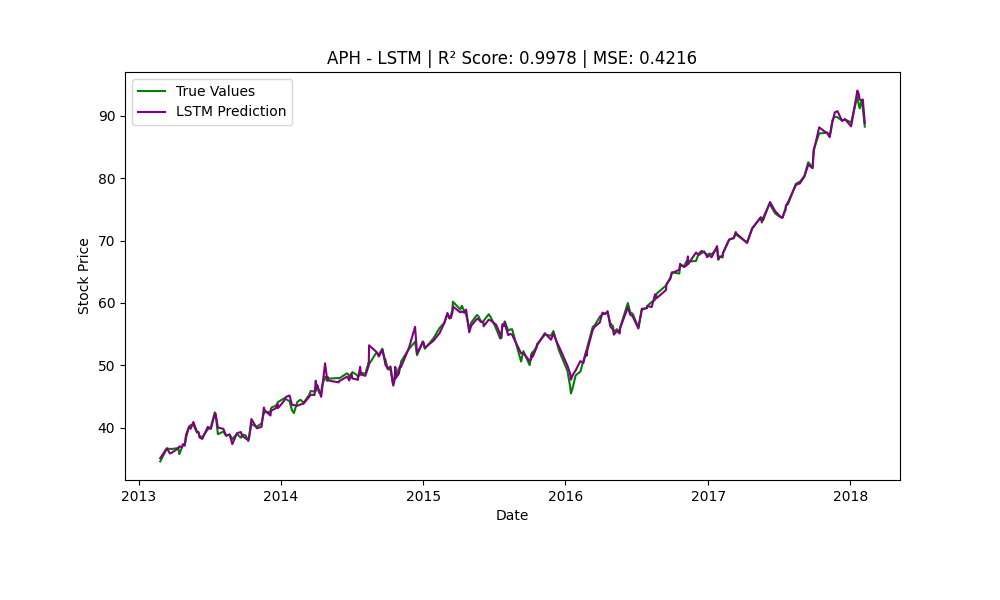 APH - LSTM | R² Score: 0.9978 | MSE: 0.4216
True Values
LSTM Prediction
Stock Price
90
80
70
60
50
40
2013 2014 2015 2016 2017 2018
Date